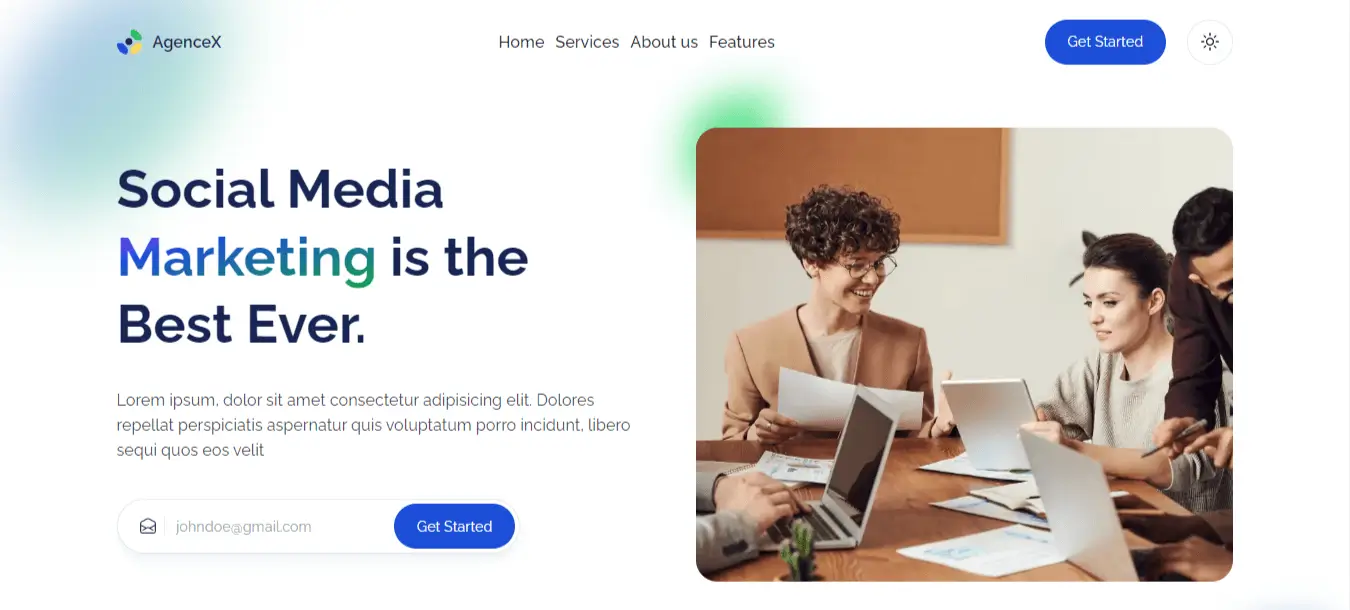 AgenceX
Home Services About us Features
Get Started
Social Media
Marketing is the
Best Ever.
Lorem ipsum, dolor sit amet consectetur adipisicing elit. Dolores
repellat perspiciatis aspernatur quis voluptatum porro incidunt, libero
sequi quos eos velit
johndoe@gmail.com
Get Started